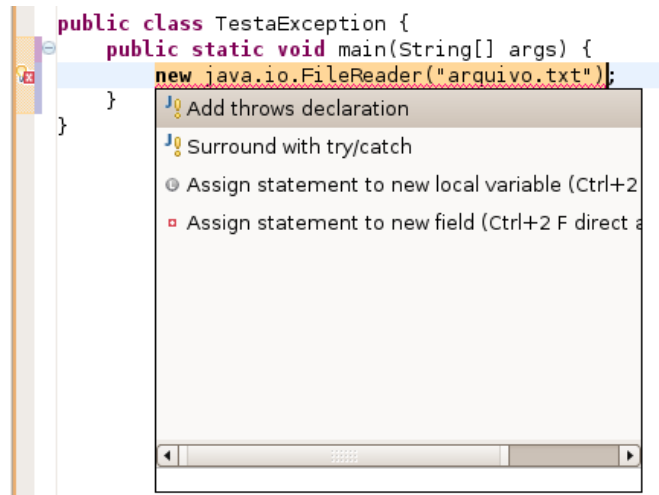 public class TestaException {
public static void main(String[] args) {
new java.io.FileReader("arquivo.txt");
}
}
Add throws declaration
Surround with try/catch
Assign statement to new local variable (Ctrl+2
Assign statement to new field (Ctrl+2 F direct a